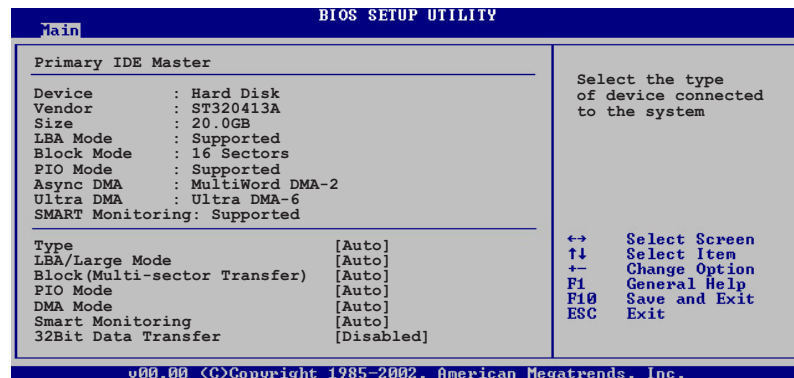 BIOS SETUP UTILITY
Main
Primary IDE Master
Device : Hard Disk
Vendor : ST320413A
Size : 20.0GB
LBA Mode : Supported
Block Mode : 16 Sectors
PIO Mode : Supported
Async DMA : MultiWord DMA-2
Ultra DMA : Ultra DMA-6
SMART Monitoring: Supported
Type [Auto]
LBA/Large Mode [Auto]
Block(Multi-sector Transfer) [Auto]
PIO Mode [Auto]
DMA Mode [Auto]
Smart Monitoring [Auto]
32Bit Data Transfer [Disabled]
Select the type
of device connected
to the system
←→ Select Screen
↑↓ Select Item
+- Change Option
F1 General Help
F10 Save and Exit
ESC Exit
v00.00 (C)Copyright 1985-2002, American Megatrends, Inc.